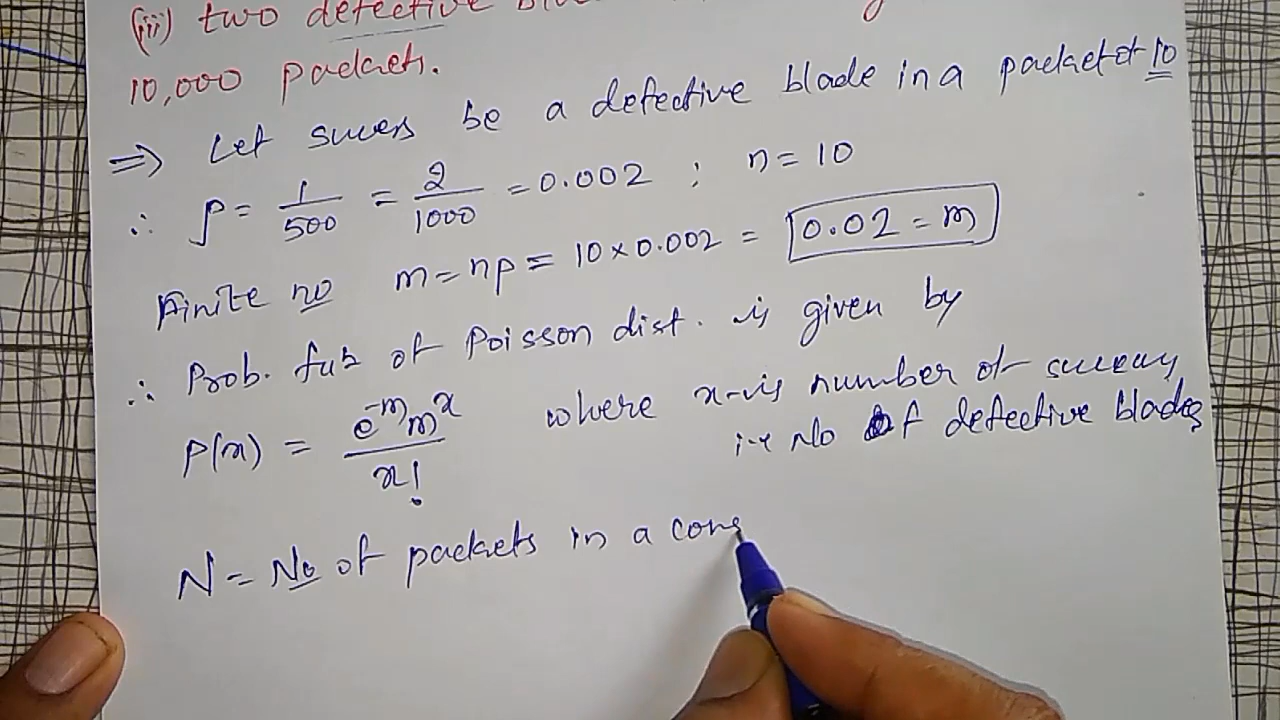 (iii) two defective
10,000 packets.
⇒ Let success be a defective blade in a packet of 10
∴ p = 1/500 = 2/1000 = 0.002 ; n = 10
Finite no m = np = 10 × 0.002 = 0.02 = m
∴ Prob. fun of Poisson dist. is given by
P(x) = e^-m m^x / x! where x-is number of success
i.e No of defective blades
N = No of packets in a cons